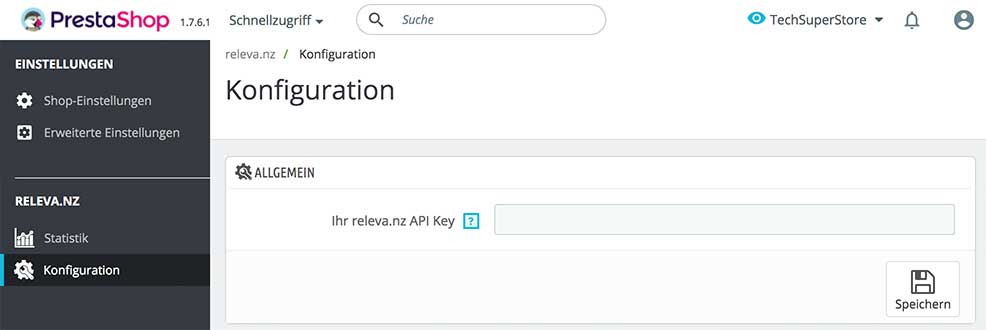 PrestaShop 1.7.6.1 Schnellzugriff Suche TechSuperStore
EINSTELLUNGEN
Shop-Einstellungen
Erweiterte Einstellungen
RELEVA.NZ
Statistik
Konfiguration
releva.nz / Konfiguration
Konfiguration
ALLGEMEIN
Ihr releva.nz API Key ?
Speichern